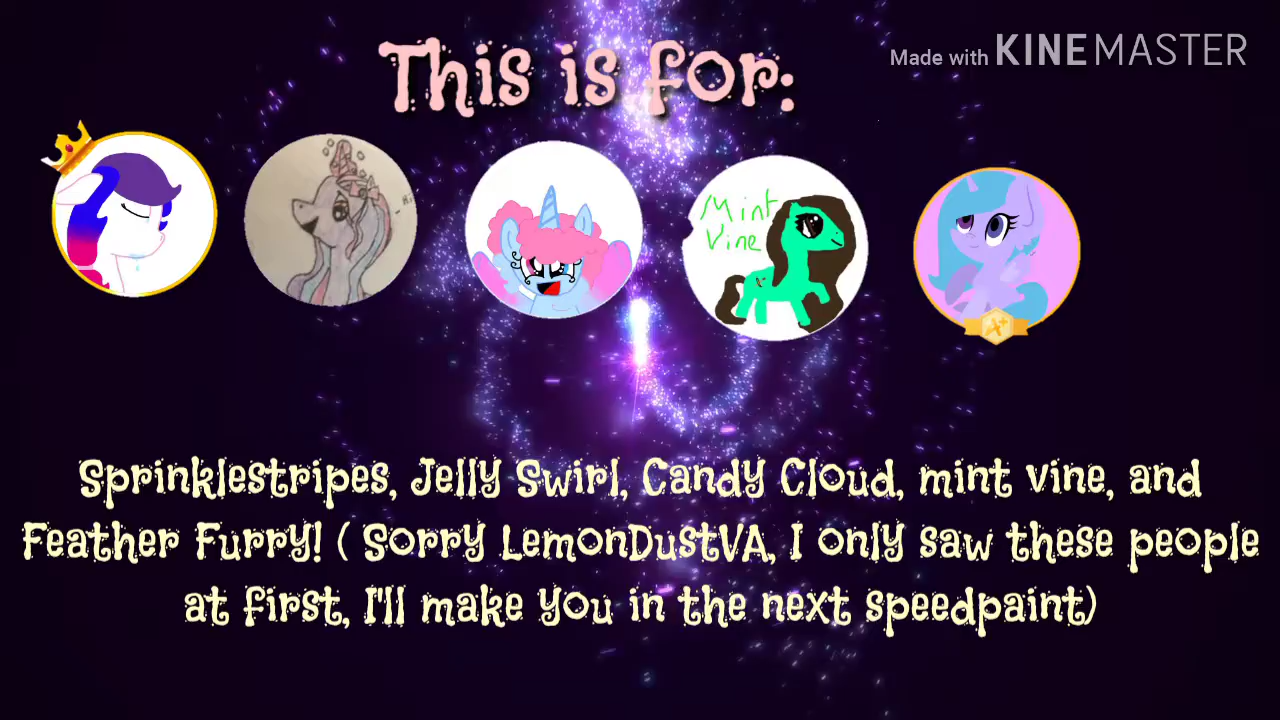 Made with KINEMASTER
This is for:
Mint
Vine
Sprinklestripes, Jelly Swirl, Candy Cloud, mint vine, and
Feather Furry! ( Sorry LemonDustVA, I only saw these people
at first, I'll make you in the next speedpaint)